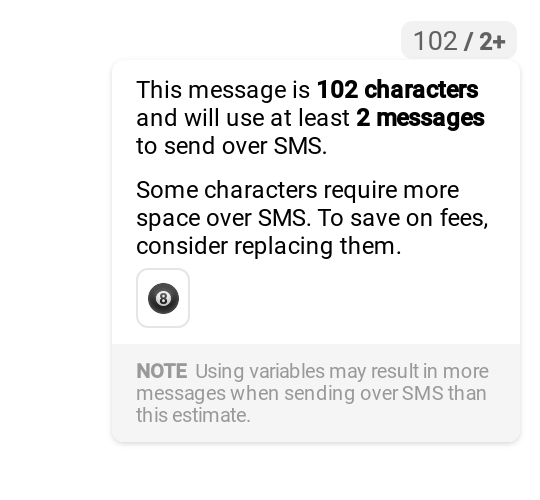 102 / 2+
This message is 102 characters
and will use at least 2 messages
to send over SMS.
Some characters require more
space over SMS. To save on fees,
consider replacing them.
🎱
NOTE Using variables may result in more
messages when sending over SMS than
this estimate.